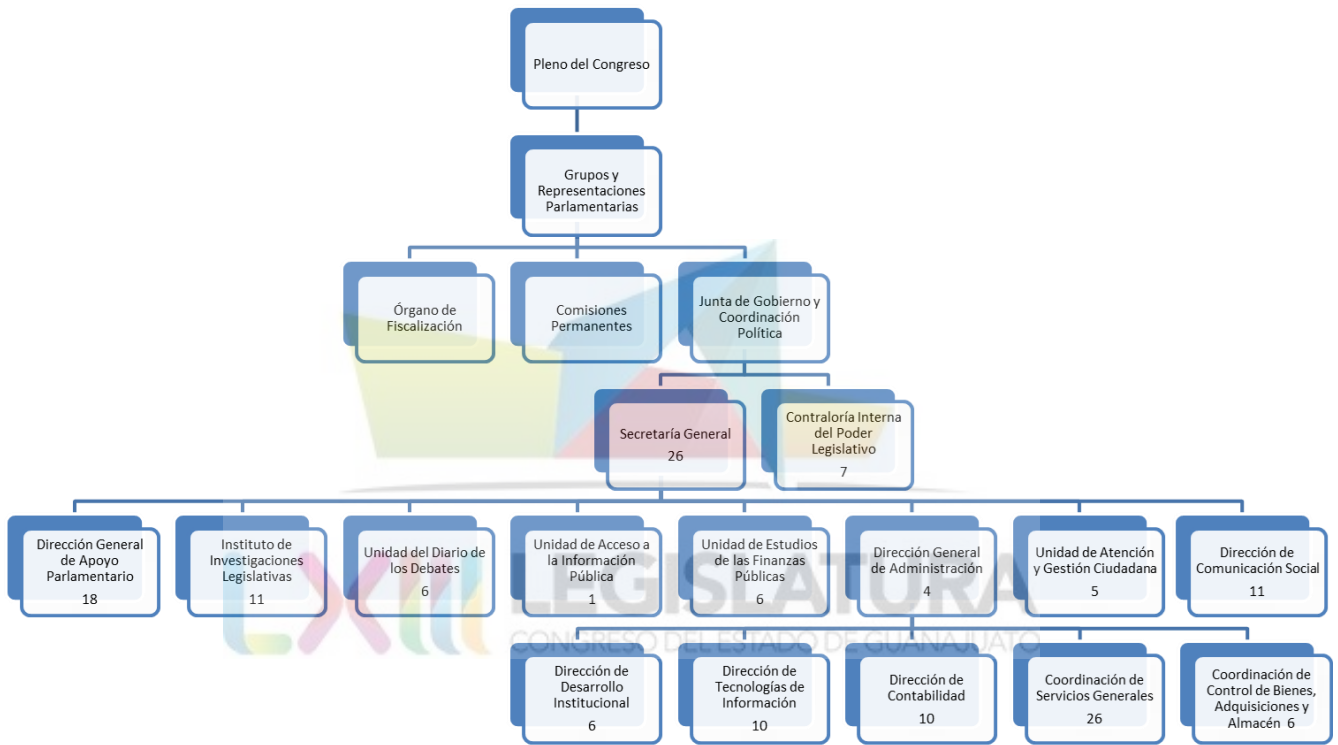 Pleno del Congreso
Grupos y
Representaciones
Parlamentarias
Órgano de
Fiscalización
Comisiones
Permanentes
Junta de Gobierno y
Coordinación
Política
Secretaría General
26
Contraloría Interna
del Poder
Legislativo
7
Dirección General
de Apoyo
Parlamentario
18
Instituto de
Investigaciones
Legislativas
11
Unidad del Diario de
los Debates
6
Unidad de Acceso a
la Información
Pública
1
Unidad de Estudios
de las Finanzas
Públicas
6
Dirección General
de Administración
4
Unidad de Atención
y Gestión Ciudadana
5
Dirección de
Comunicación Social
11
LXIII LEGISLATURA
CONGRESO DEL ESTADO DE GUANAJUATO
Dirección de
Desarrollo
Institucional
6
Dirección de
Tecnologías de
Información
10
Dirección de
Contabilidad
10
Coordinación de
Servicios Generales
26
Coordinación de
Control de Bienes,
Adquisiciones y
Almacén 6